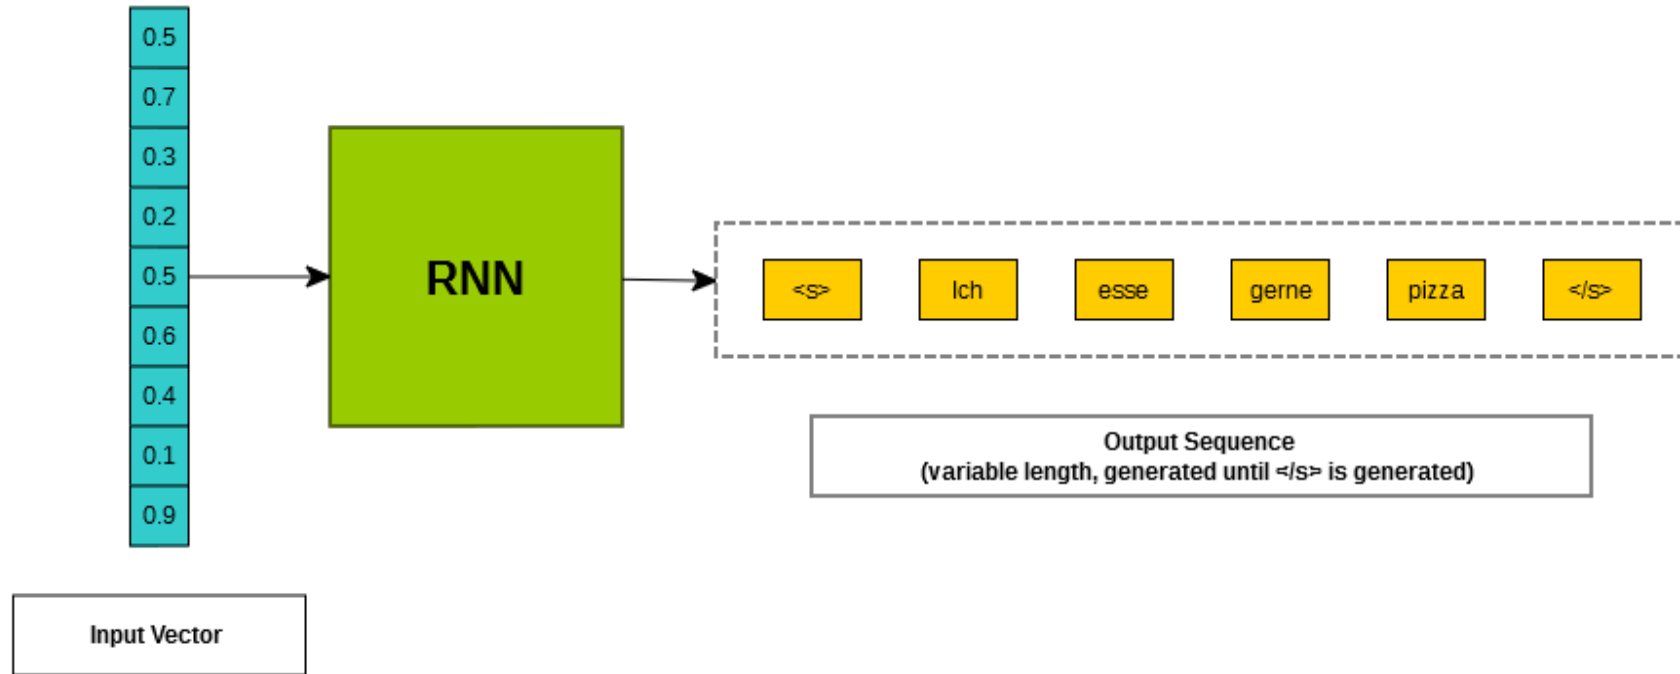 0.5
0.7
0.3
0.2
0.5
0.6
0.4
0.1
0.9
Input Vector
RNN
<s> Ich esse gerne pizza </s>
Output Sequence
(variable length, generated until </s> is generated)